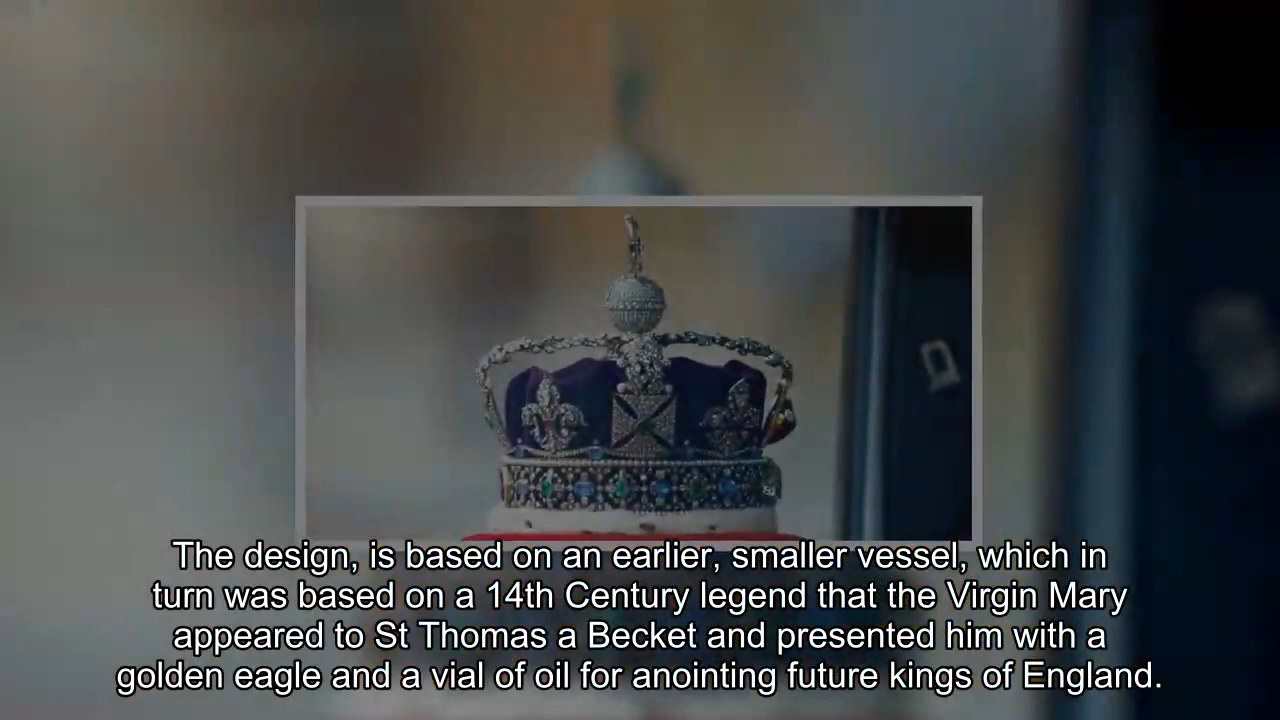 The design, is based on an earlier, smaller vessel, which in
turn was based on a 14th Century legend that the Virgin Mary
appeared to St Thomas a Becket and presented him with a
golden eagle and a vial of oil for anointing future kings of England.